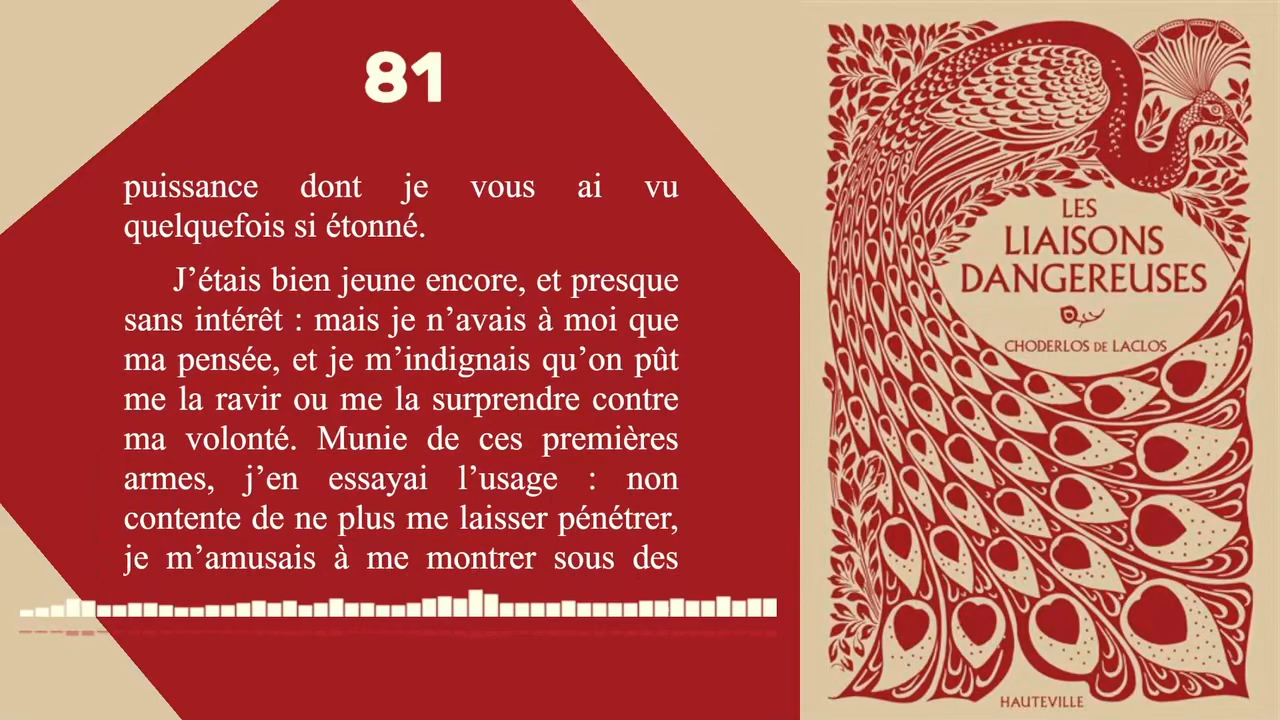 81
puissance dont je vous ai vu
quelquefois si étonné.
J’étais bien jeune encore, et presque
sans intérêt : mais je n’avais à moi que
ma pensée, et je m’indignais qu’on pût
me la ravir ou me la surprendre contre
ma volonté. Munie de ces premières
armes, j’en essayai l’usage : non
contente de ne plus me laisser pénétrer,
je m’amusais à me montrer sous des
LES
LIAISONS
DANGEREUSES
CHODERLOS DE LACLOS
HAUTEVILLE